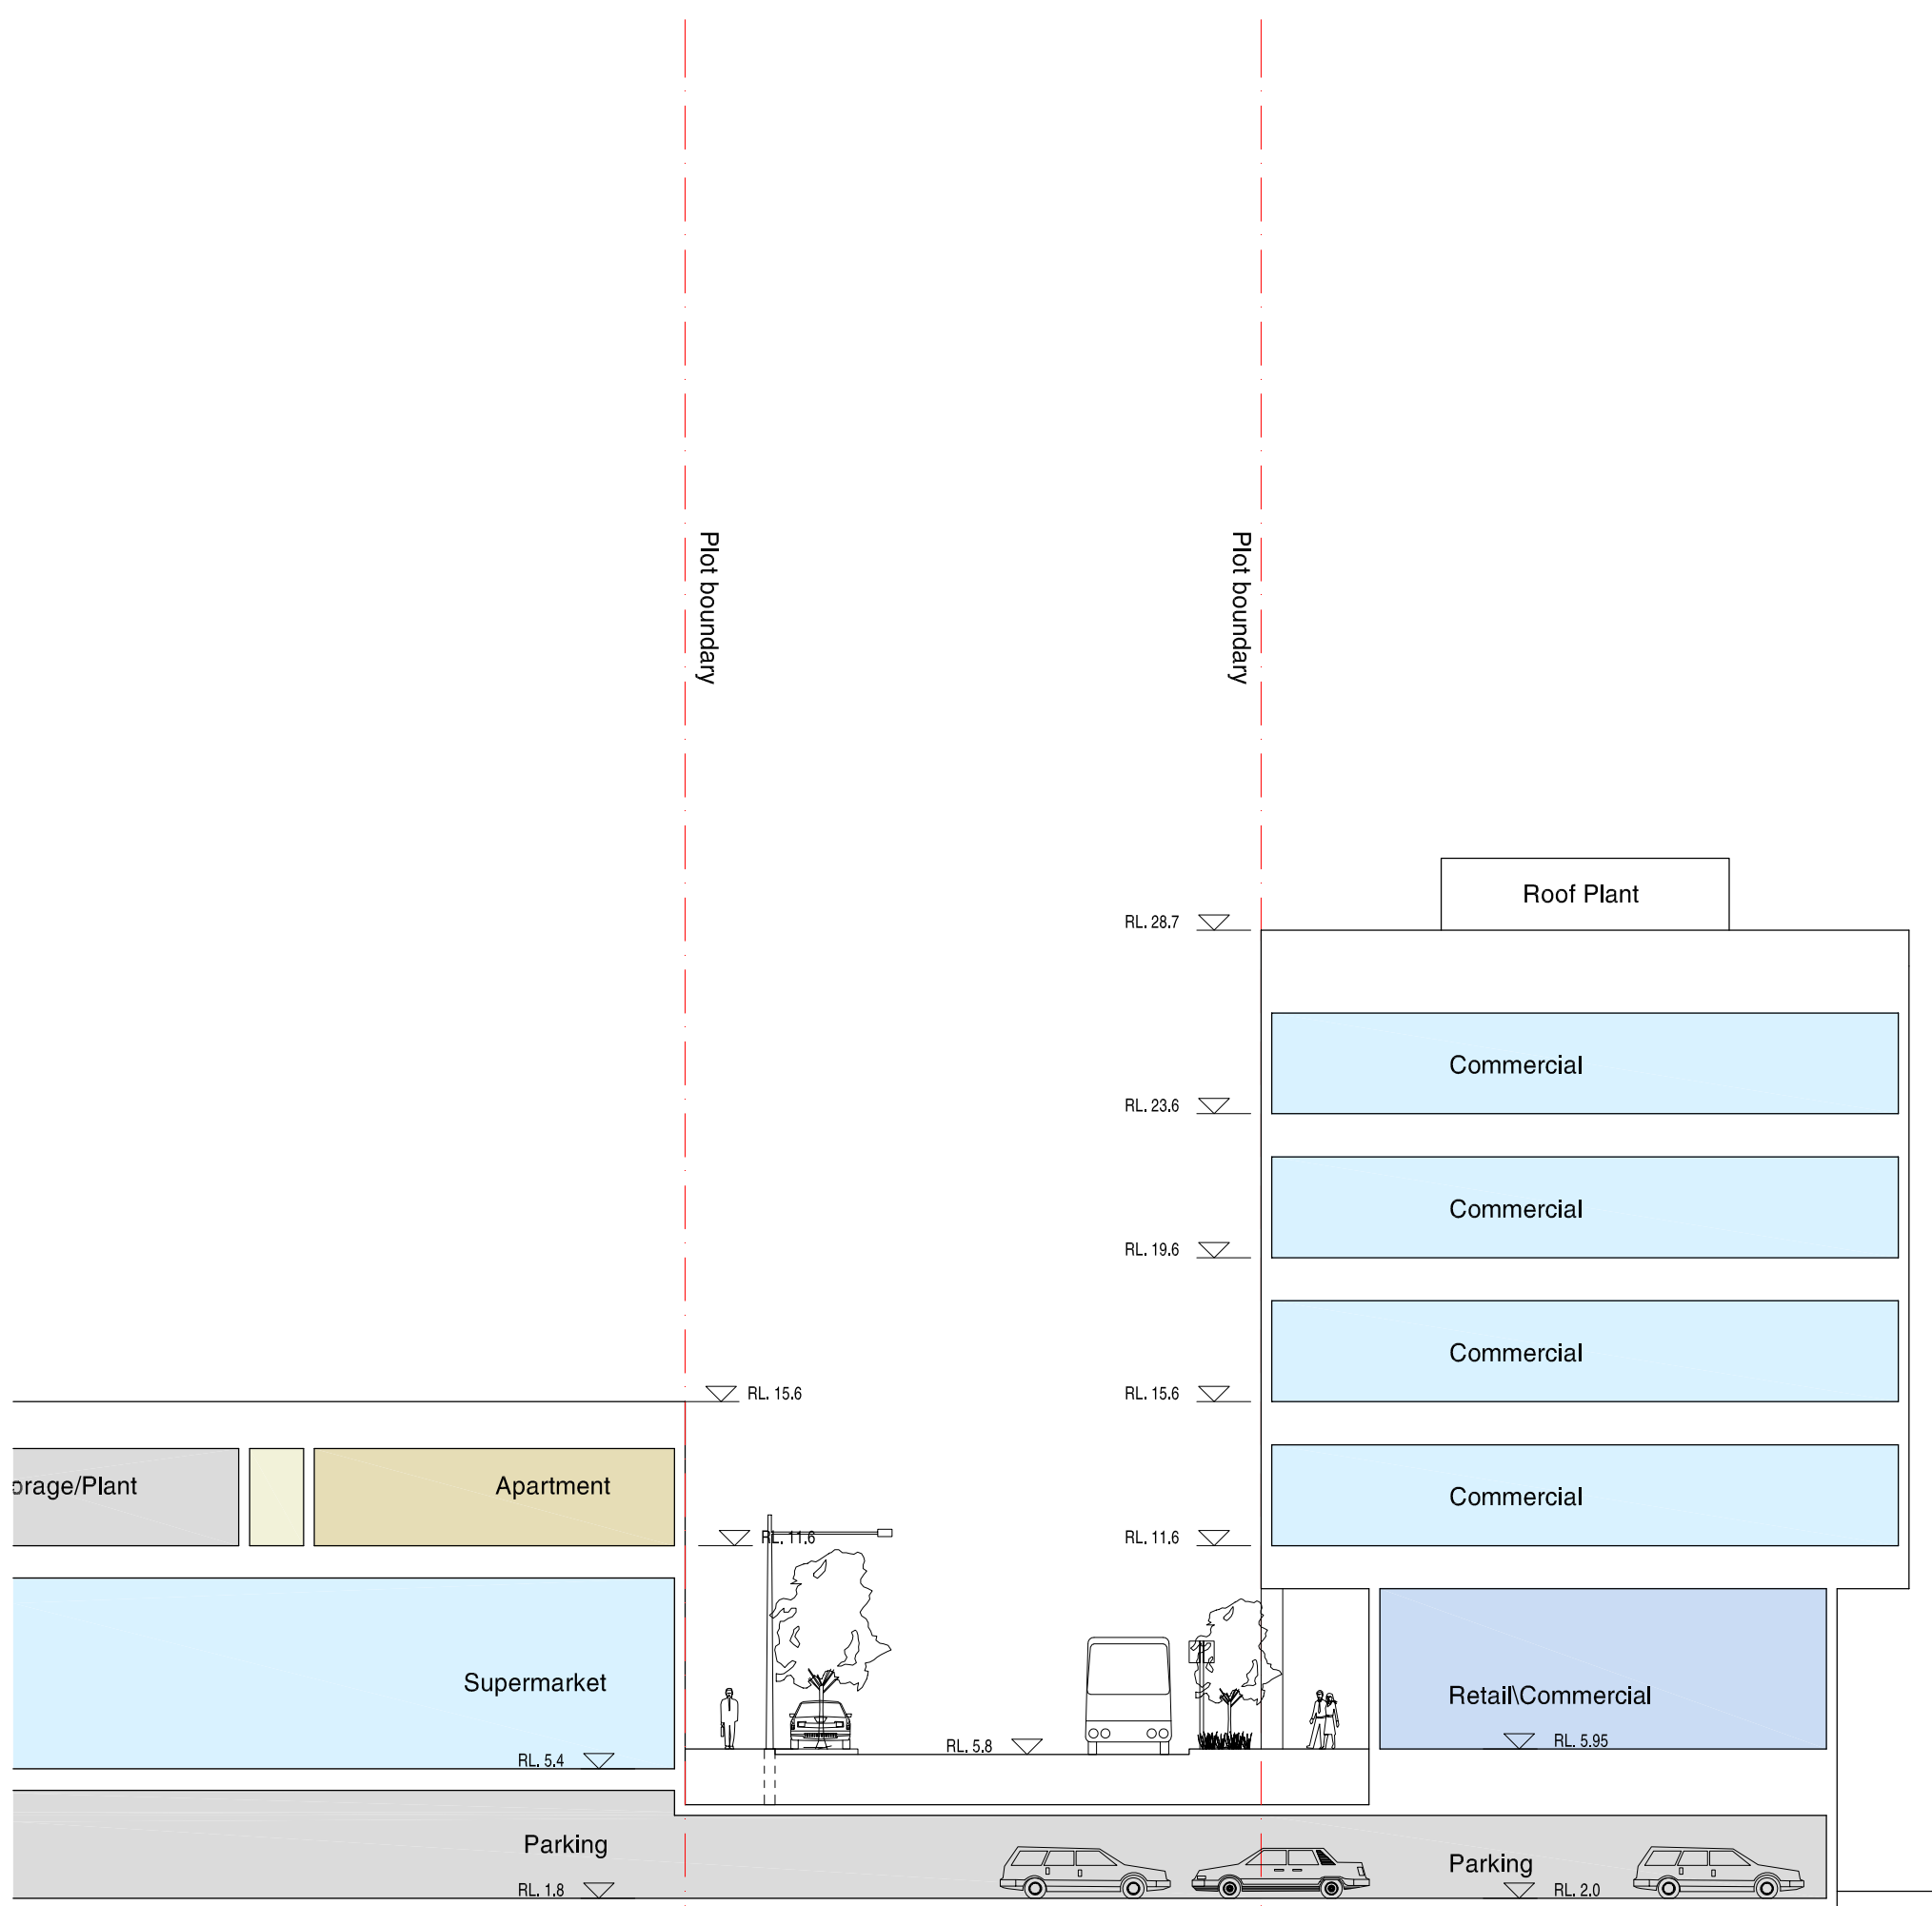 Plot boundary
Plot boundary
Roof Plant
RL. 28.7
Commercial
RL. 23.6
Commercial
RL. 19.6
Commercial
RL. 15.6
RL. 15.6
orage/Plant
Apartment
Commercial
RL. 11.6
RL. 11.6
Supermarket
Retail\Commercial
RL. 5.4
RL. 5.8
RL. 5.95
Parking
Parking
RL. 1.8
RL. 2.0